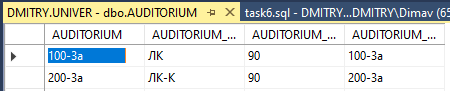 DMITRY.UNIVER - dbo.AUDITORIUM task6.sql - DMITRY...DMITRY\Dimav (65
AUDITORIUM AUDITORIUM_... AUDITORIUM_... AUDITORIUM_...
100-3а ЛК 90 100-3а
200-3а ЛК-К 90 200-3а